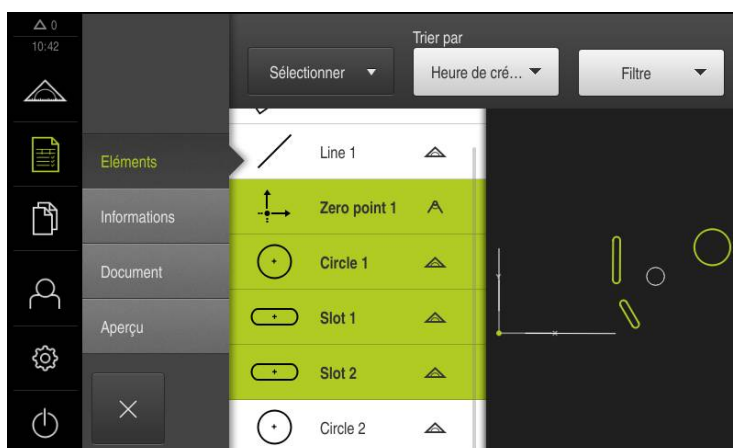 0
10:42
Trier par
Sélectionner
Heure de cré...
Filtre
Eléments
Informations
Document
Aperçu
Line 1
Zero point 1
Circle 1
Slot 1
Slot 2
Circle 2